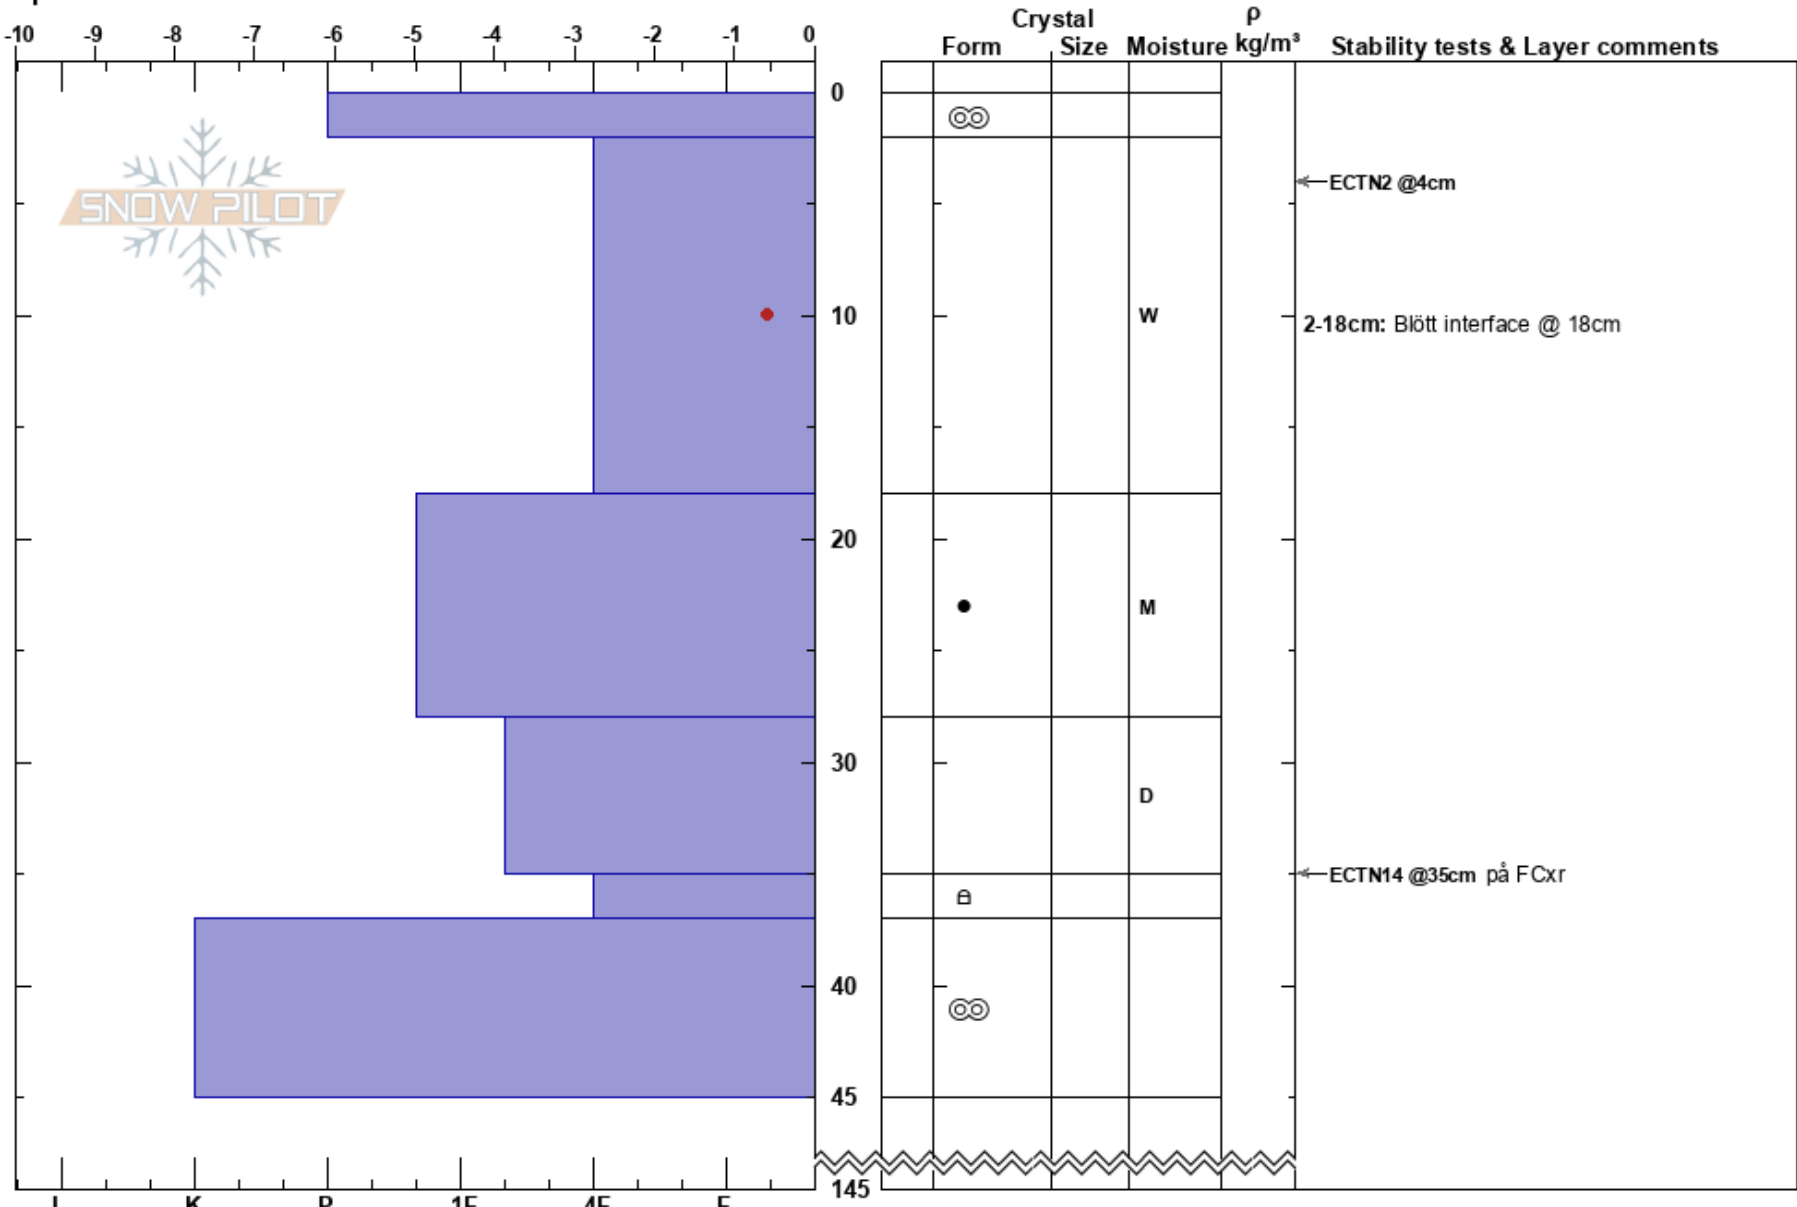 Crystal ρ
-10 -9 -8 -7 -6 -5 -4 -3 -2 -1 0 Form Size Moisture kg/m³ Stability tests & Layer comments
0
SNOW PILOT
ECTN2 @4cm
10 W 2-18cm: Blött interface @ 18cm
20
M
30
D
ECTN14 @35cm på FCxr
40
45
145
I K P 1F 4F F